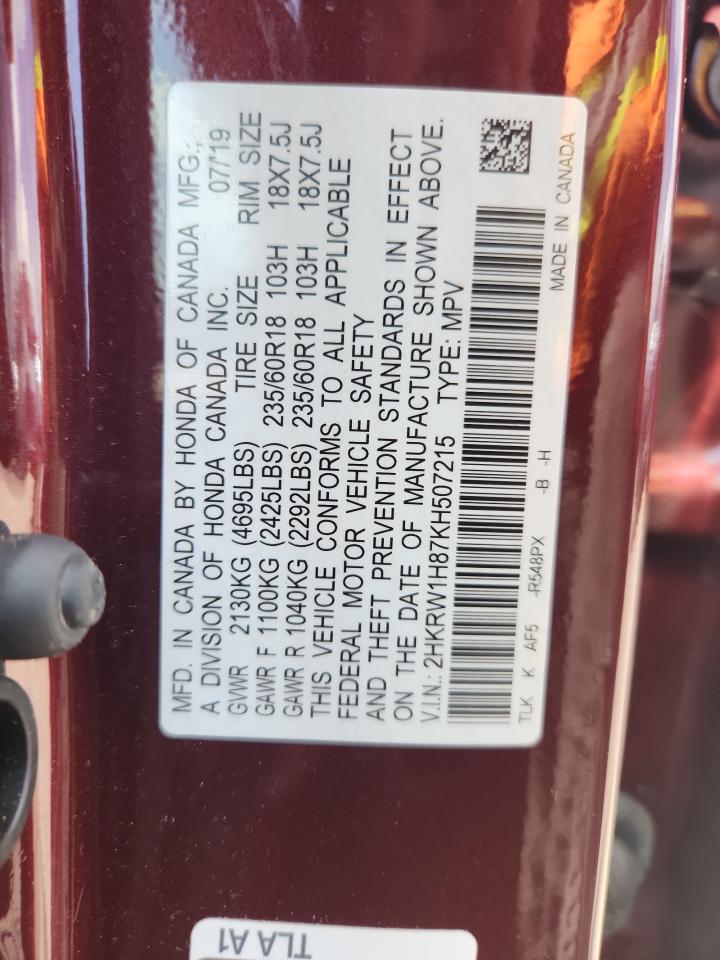 MFD. IN CANADA BY HONDA OF CANADA MFG.,
A DIVISION OF HONDA CANADA INC. 07/19
GVWR 2130KG (4695LBS) TIRE SIZE RIM SIZE
GAWR F 1100KG (2425LBS) 235/60R18 103H 18X7.5J
GAWR R 1040KG (2292LBS) 235/60R18 103H 18X7.5J
THIS VEHICLE CONFORMS TO ALL APPLICABLE
FEDERAL MOTOR VEHICLE SAFETY
AND THEFT PREVENTION STANDARDS IN EFFECT
ON THE DATE OF MANUFACTURE SHOWN ABOVE.
V.I.N.: 2HKRW1H87KH507215 TYPE: MPV
TLK K AF5 -R548PX -B -H
MADE IN CANADA
TLA A1